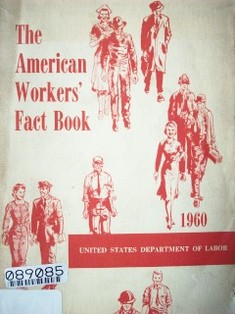 The
American
Workers'
Fact Book
1960
UNITED STATES DEPARTMENT OF LABOR
089085